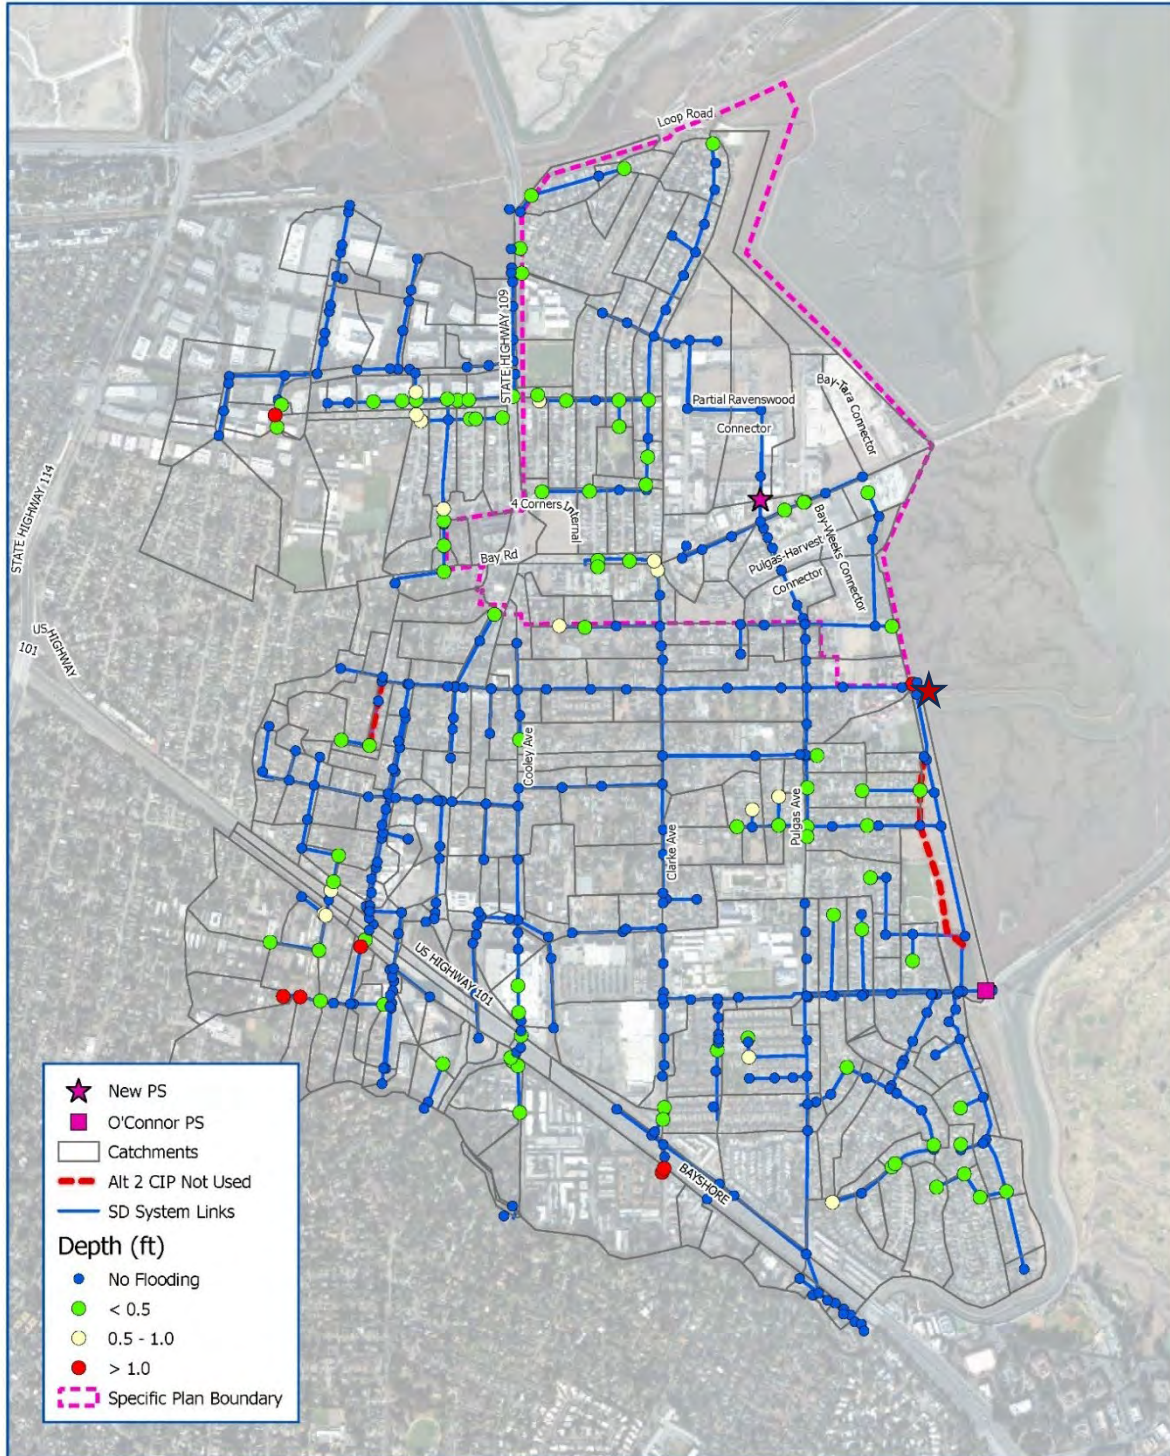 Loop Road
STATE HIGHWAY 109
Bay-Tara Connector
Partial Ravenswood
Connector
STATE HIGHWAY 114
4 Corners Internal
Bay Rd
Pulgas-Harvest
Connector
Bay-Weeks Connector
US HIGHWAY
101
Cooley Ave
Pulgas Ave
Clarke Ave
US HIGHWAY 101
BAYSHORE
New PS
O'Connor PS
Catchments
Alt 2 CIP Not Used
SD System Links
Depth (ft)
No Flooding
< 0.5
0.5 - 1.0
> 1.0
Specific Plan Boundary